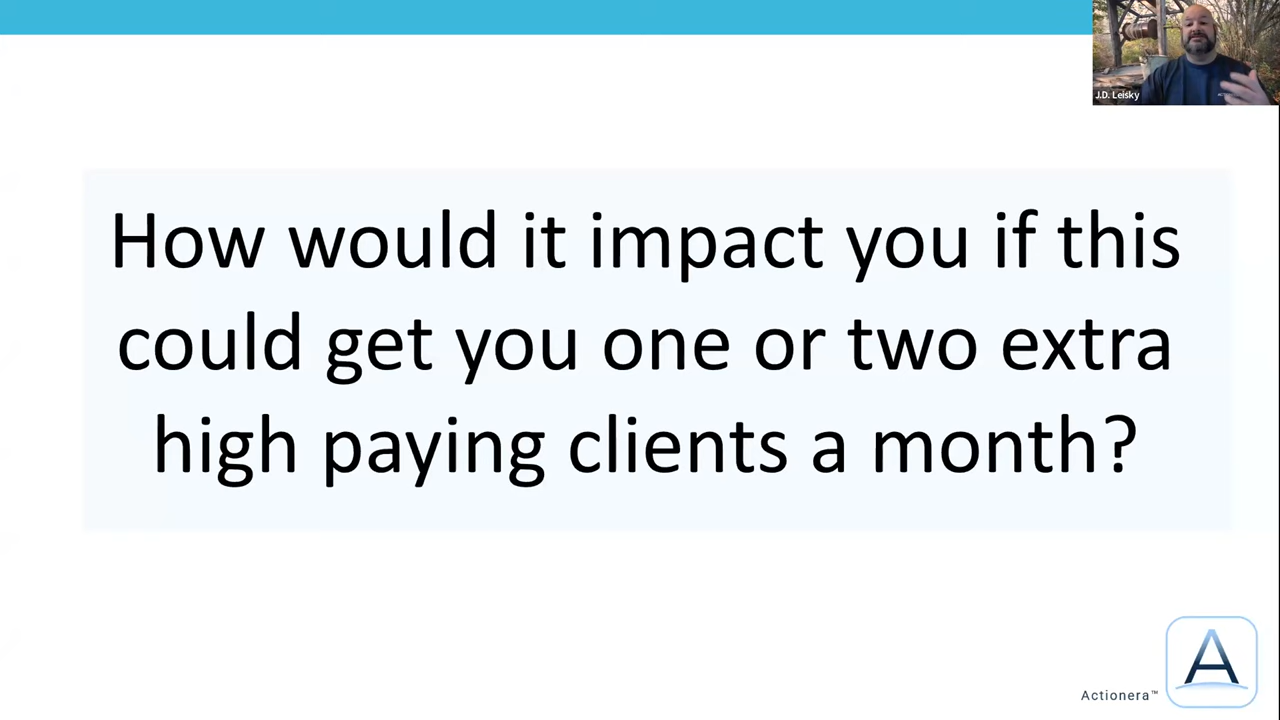 J.D. Leisky
How would it impact you if this
could get you one or two extra
high paying clients a month?
A
Actionera™